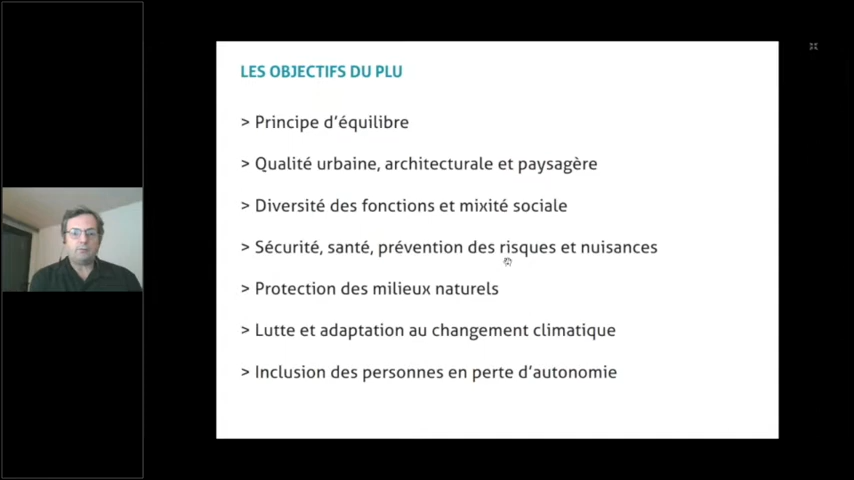 LES OBJECTIFS DU PLU
> Principe d'équilibre
> Qualité urbaine, architecturale et paysagère
> Diversité des fonctions et mixité sociale
> Sécurité, santé, prévention des risques et nuisances
> Protection des milieux naturels
> Lutte et adaptation au changement climatique
> Inclusion des personnes en perte d'autonomie